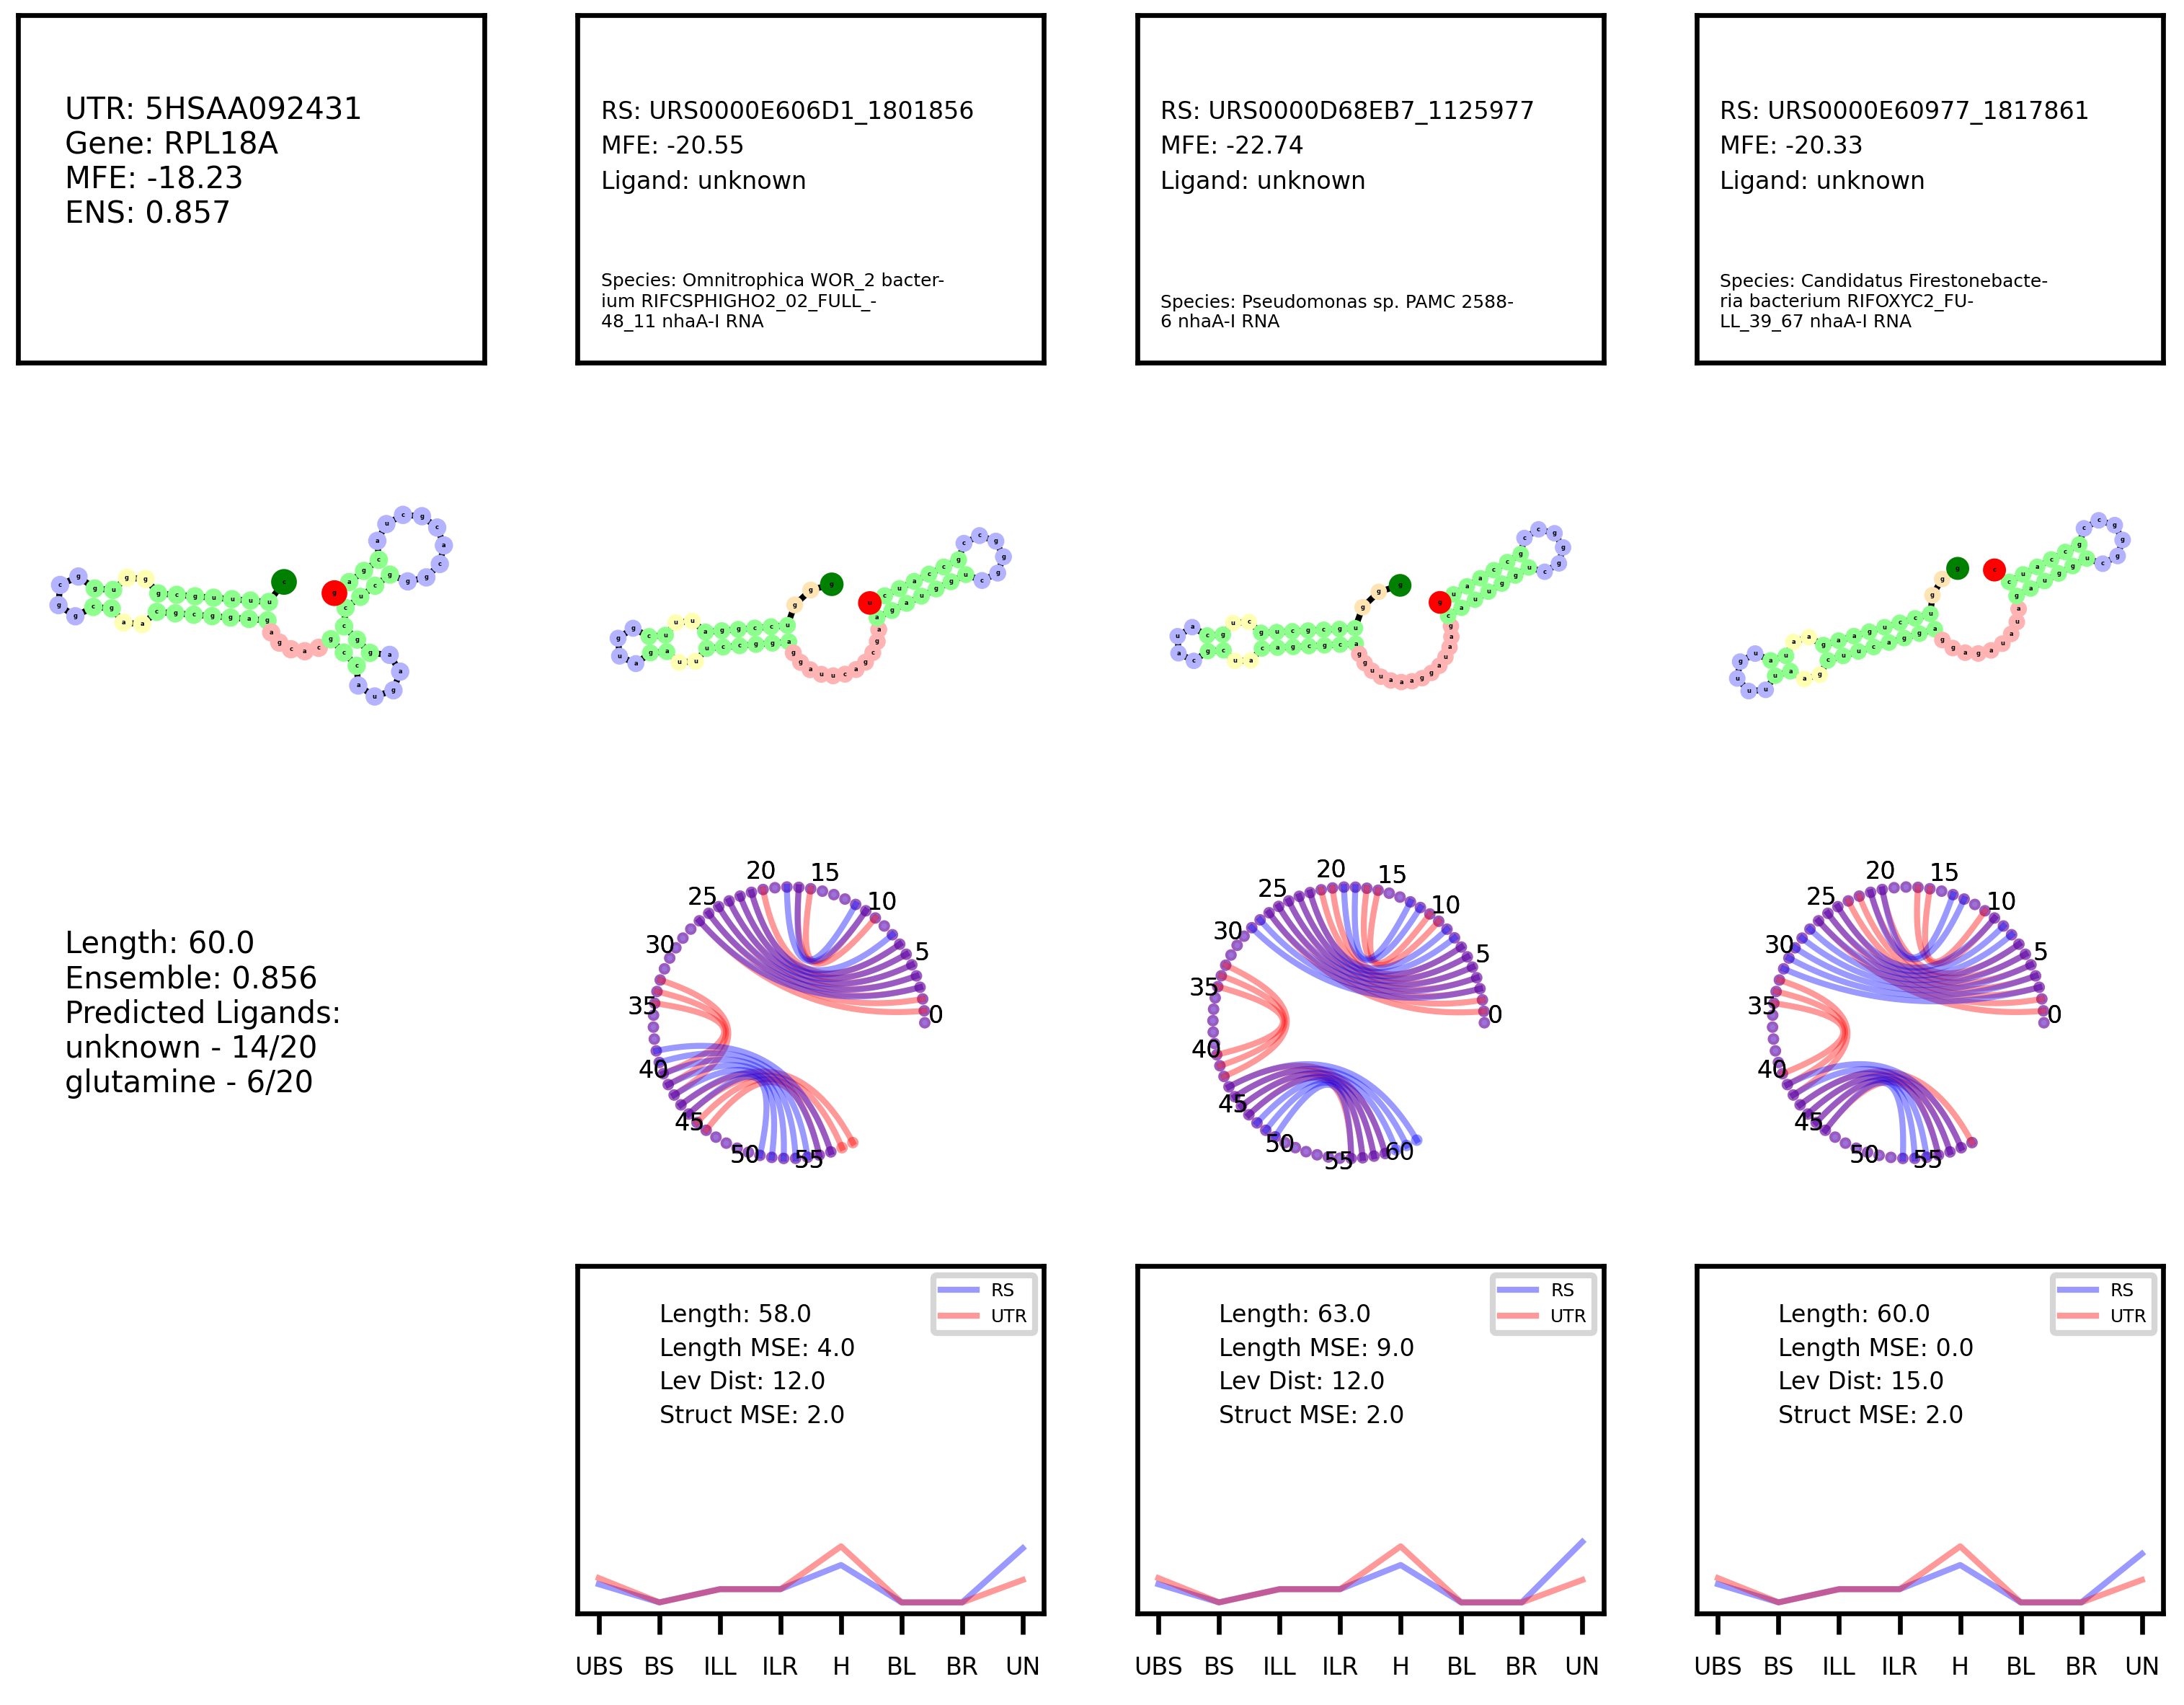 UTR: 5HSAA092431
Gene: RPL18A
MFE: -18.23
ENS: 0.857
RS: URS0000E606D1_1801856
MFE: -20.55
Ligand: unknown
Species: Omnitrophica WOR_2 bacter-
ium RIFCSPHIGHO2_02_FULL_-
48_11 nhaA-I RNA
RS: URS0000D68EB7_1125977
MFE: -22.74
Ligand: unknown
Species: Pseudomonas sp. PAMC 2588-
6 nhaA-I RNA
RS: URS0000E60977_1817861
MFE: -20.33
Ligand: unknown
Species: Candidatus Firestonebacte-
ria bacterium RIFOXYC2_FU-
LL_39_67 nhaA-I RNA
Length: 60.0
Ensemble: 0.856
Predicted Ligands:
unknown - 14/20
glutamine - 6/20
0
5
10
15
20
25
30
35
40
45
50
55
0
5
10
15
20
25
30
35
40
45
50
55
60
0
5
10
15
20
25
30
35
40
45
50
55
RS
UTR
Length: 58.0
Length MSE: 4.0
Lev Dist: 12.0
Struct MSE: 2.0
UBS BS ILL ILR H BL BR UN
RS
UTR
Length: 63.0
Length MSE: 9.0
Lev Dist: 12.0
Struct MSE: 2.0
UBS BS ILL ILR H BL BR UN
RS
UTR
Length: 60.0
Length MSE: 0.0
Lev Dist: 15.0
Struct MSE: 2.0
UBS BS ILL ILR H BL BR UN